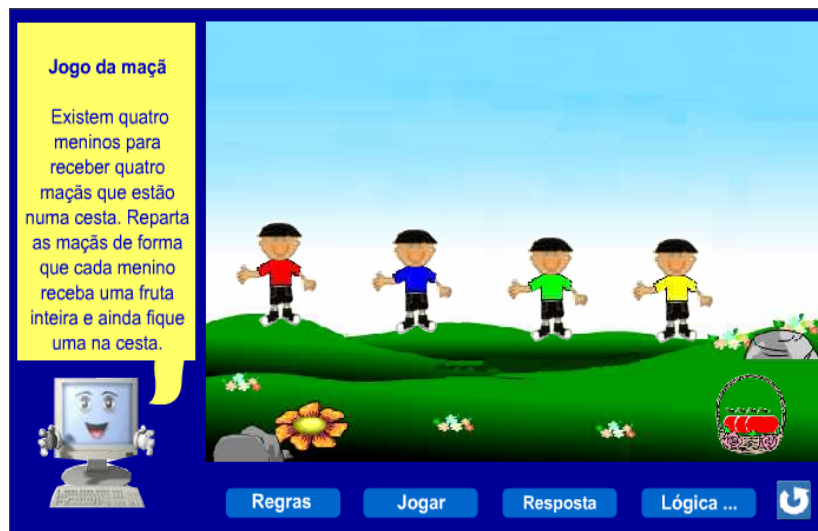 Jogo da maçã
Existem quatro
meninos para
receber quatro
maçãs que estão
numa cesta. Reparta
as maçãs de forma
que cada menino
receba uma fruta
inteira e ainda fique
uma na cesta.
Regras
Jogar
Resposta
Lógica ...